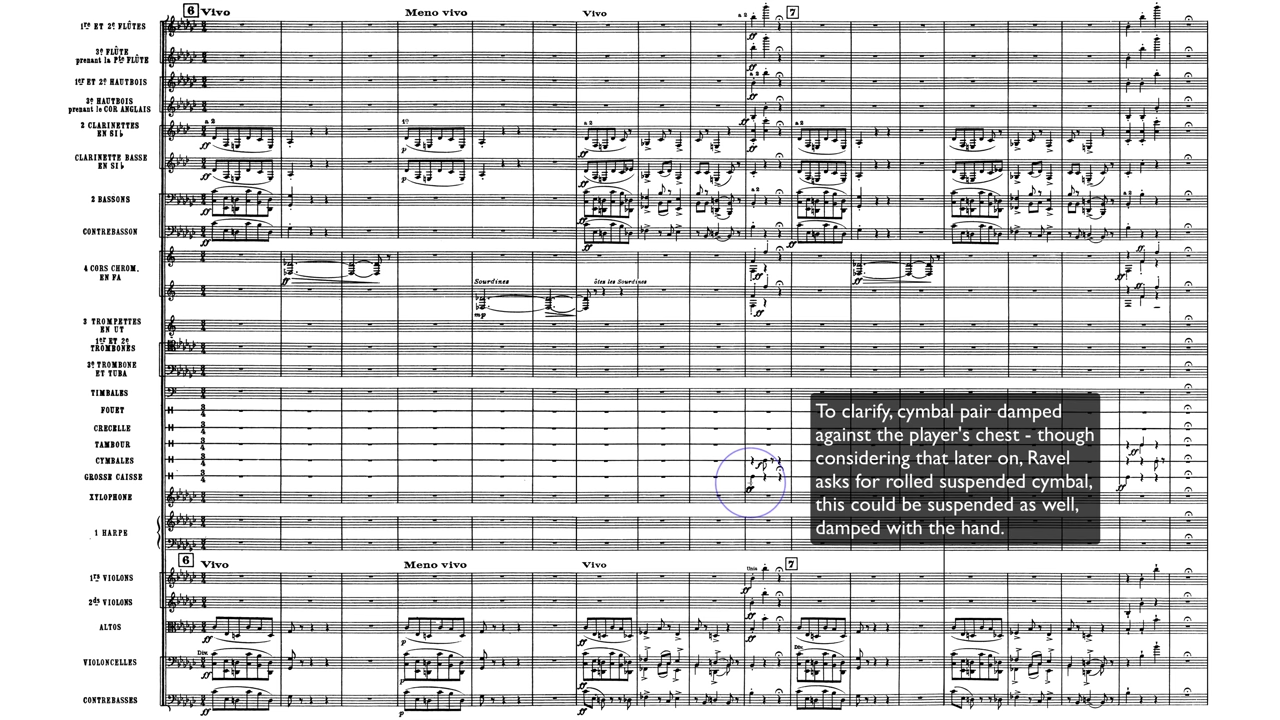 6 Vivo Meno vivo Vivo 7
1re ET 2e FLÛTES
3e FLÛTE
prenant la Pte FLÛTE
1er ET 2e HAUTBOIS
3e HAUTBOIS
prenant le COR ANGLAIS
2 CLARINETTES
EN SI♭
CLARINETTE BASSE
EN SI♭
2 BASSONS
CONTREBASSON
4 CORS CHROM.
EN FA
Sourdines ôtez les Sourdines
3 TROMPETTES
EN UT
1er ET 2e
TROMBONES
3e TROMBONE
ET TUBA
TIMBALES
FOUET
CRECELLE
TAMBOUR
CYMBALES
GROSSE CAISSE
XYLOPHONE
1 HARPE
To clarify, cymbal pair damped
against the player's chest - though
considering that later on, Ravel
asks for rolled suspended cymbal,
this could be suspended as well,
damped with the hand.
6 Vivo Meno vivo Vivo 7
1rs VIOLONS
2ds VIOLONS
ALTOS
VIOLONCELLES
CONTREBASSES